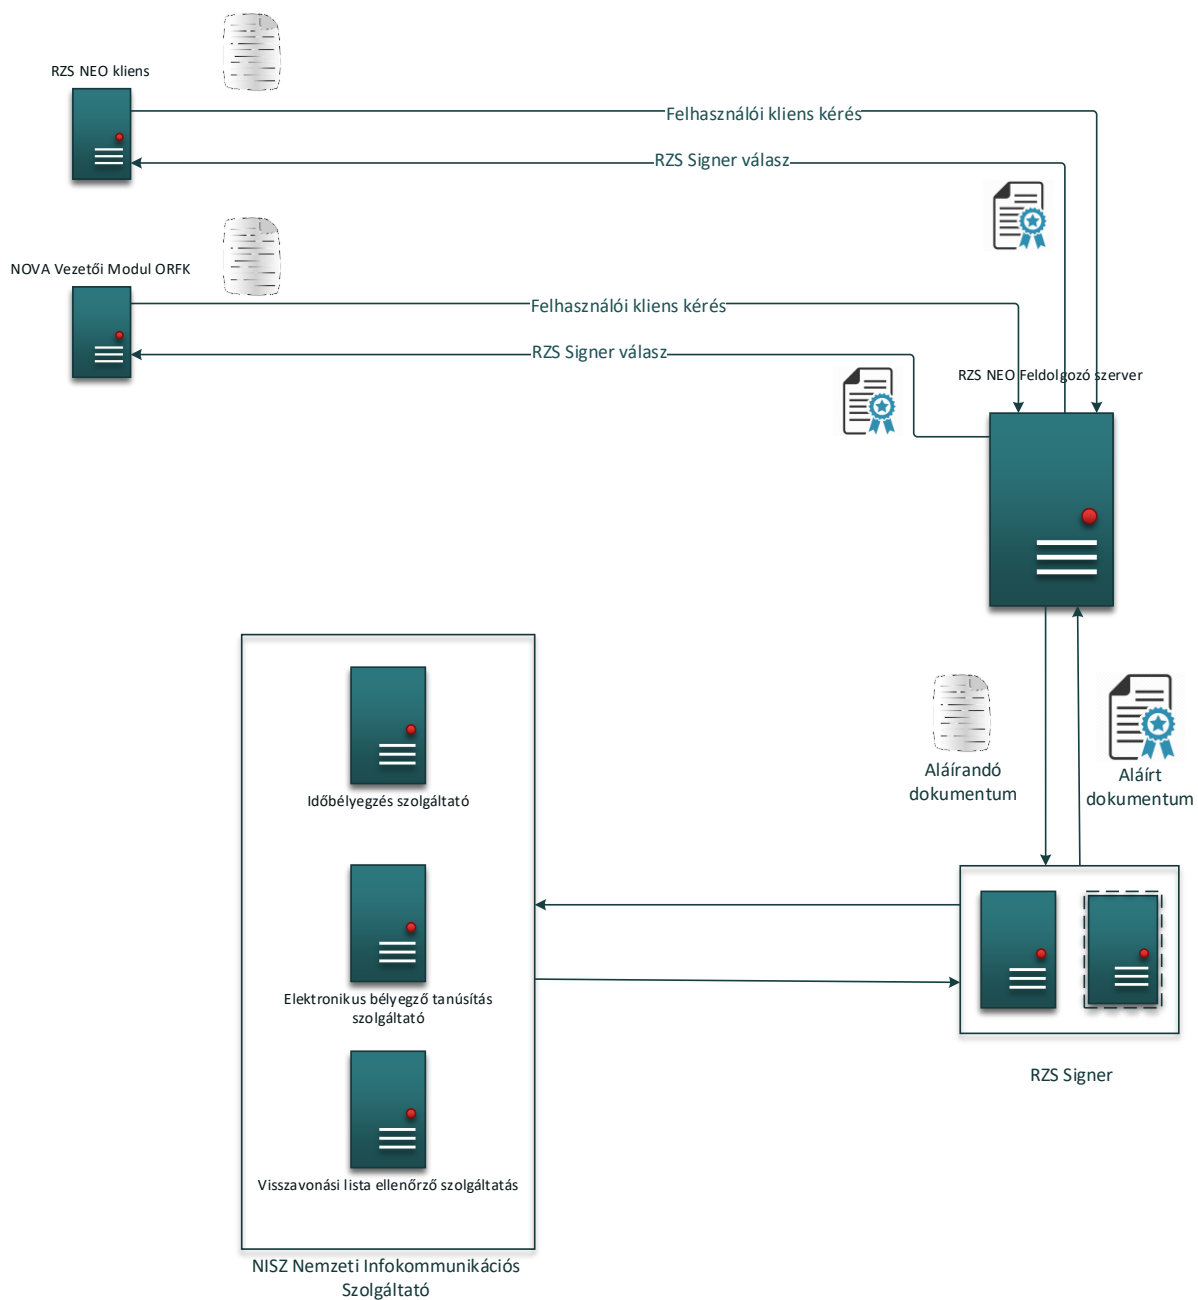 RZS NEO kliens
Felhasználói kliens kérés
RZS Signer válasz
NOVA Vezetői Modul ORFK
Felhasználói kliens kérés
RZS Signer válasz
RZS NEO Feldolgozó szerver
Aláírandó
dokumentum
Aláírt
dokumentum
Időbélyegzés szolgáltató
Elektronikus bélyegző tanúsítás
szolgáltató
RZS Signer
Visszavonási lista ellenőrző szolgáltatás
NISZ Nemzeti Infokommunikációs
Szolgáltató